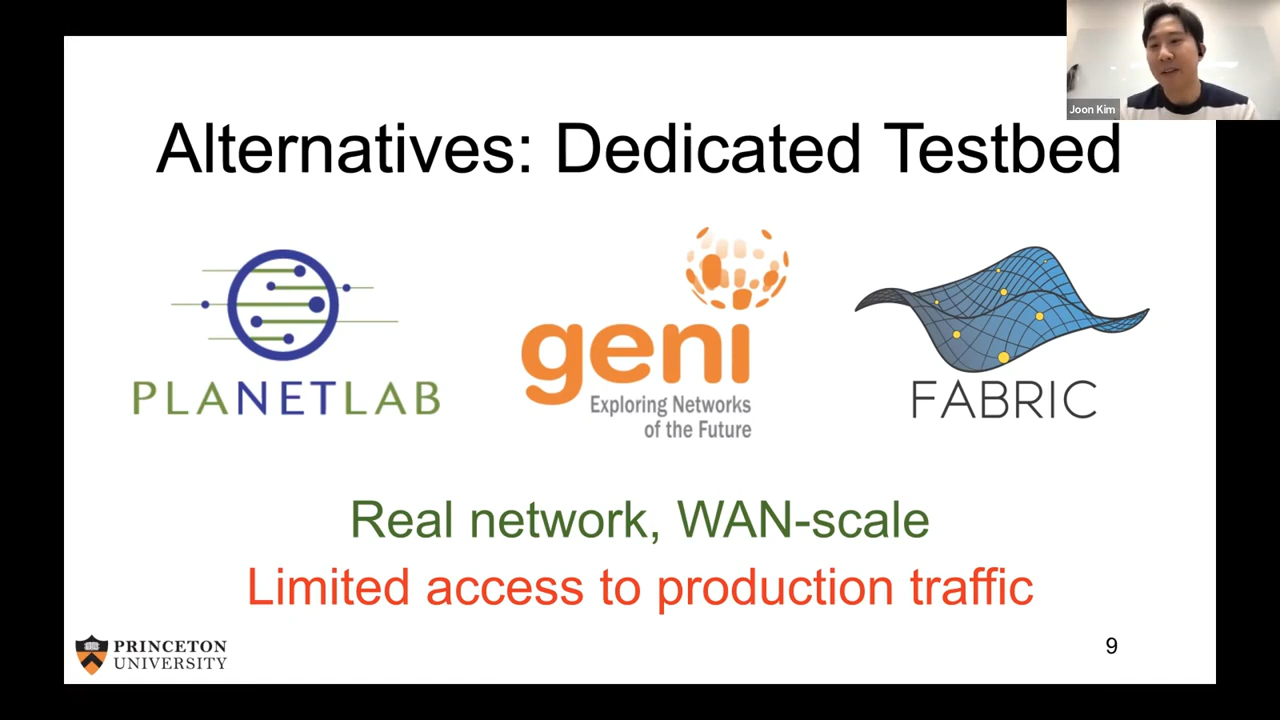 Joon Kim
Alternatives: Dedicated Testbed
PLANETLAB
geni
Exploring Networks
of the Future
FABRIC
Real network, WAN-scale
Limited access to production traffic
PRINCETON
UNIVERSITY
9